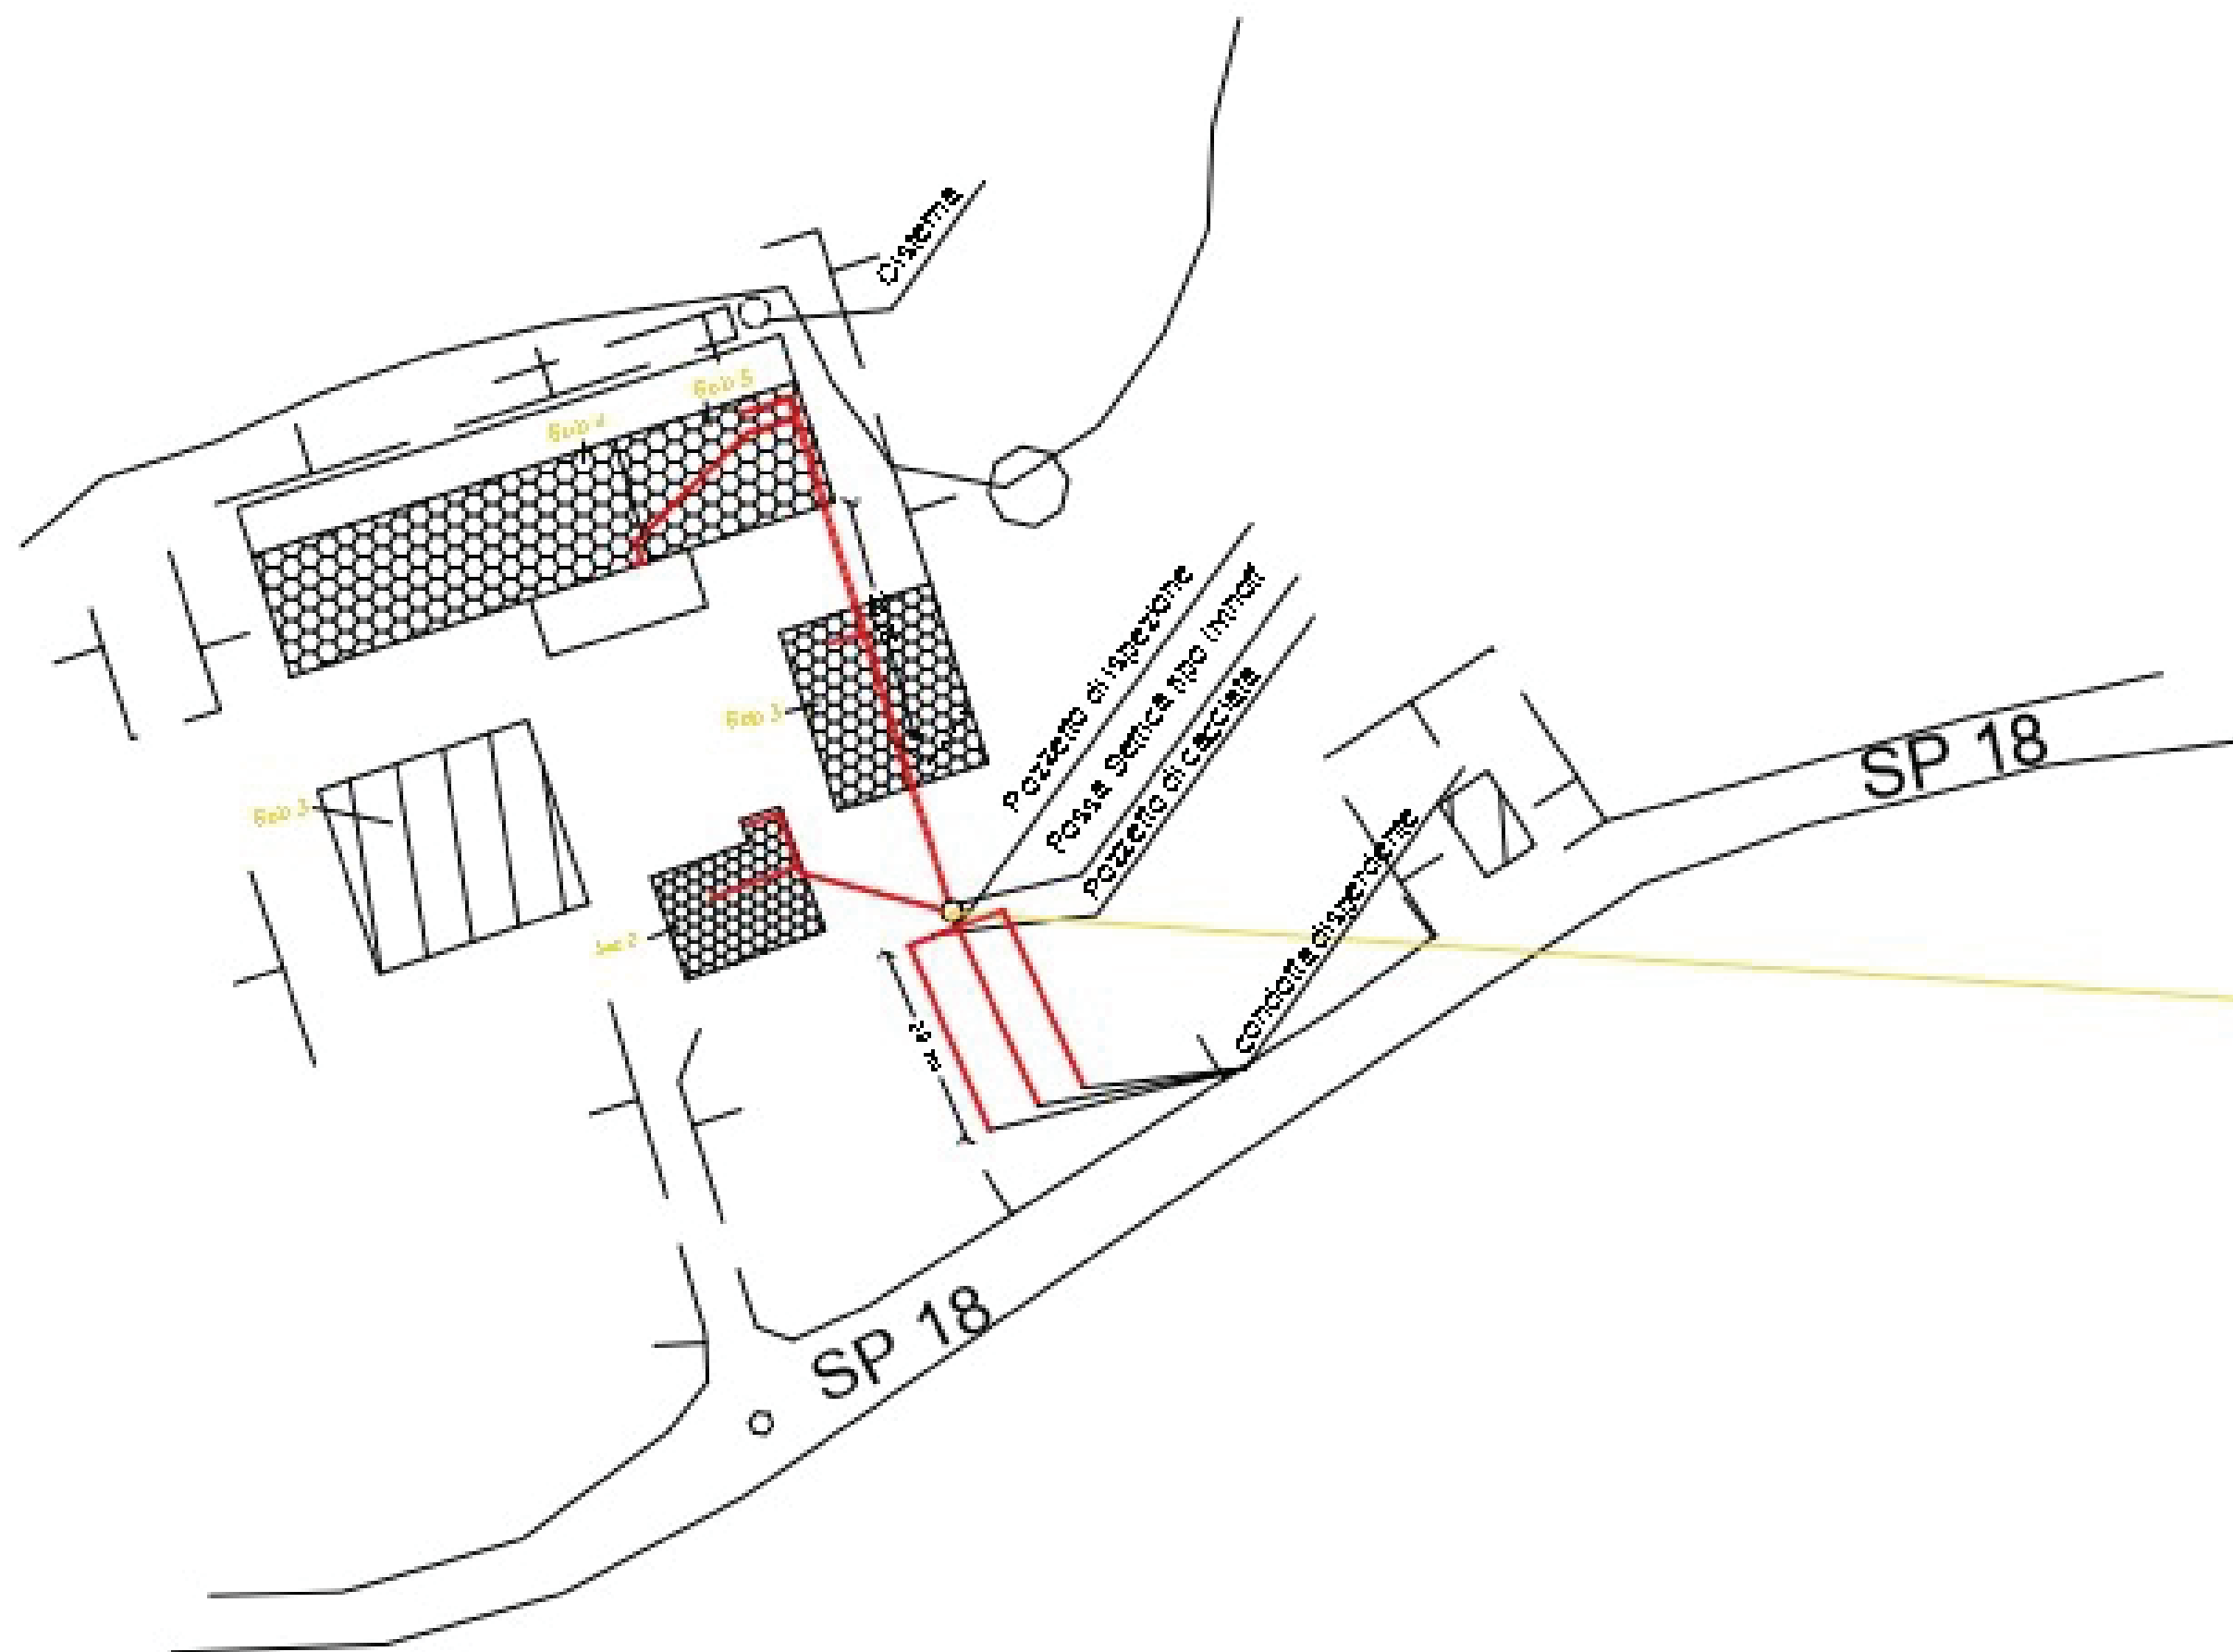 Cisterna
Sub 5
Sub 4
Pozzetto di ispezione
Fossa Settica tipo Imhoff
Pozzetto di cacciata
Sub 3
SP 18
Sub 3
condotta disperdente
Sub 2
20 m
SP 18